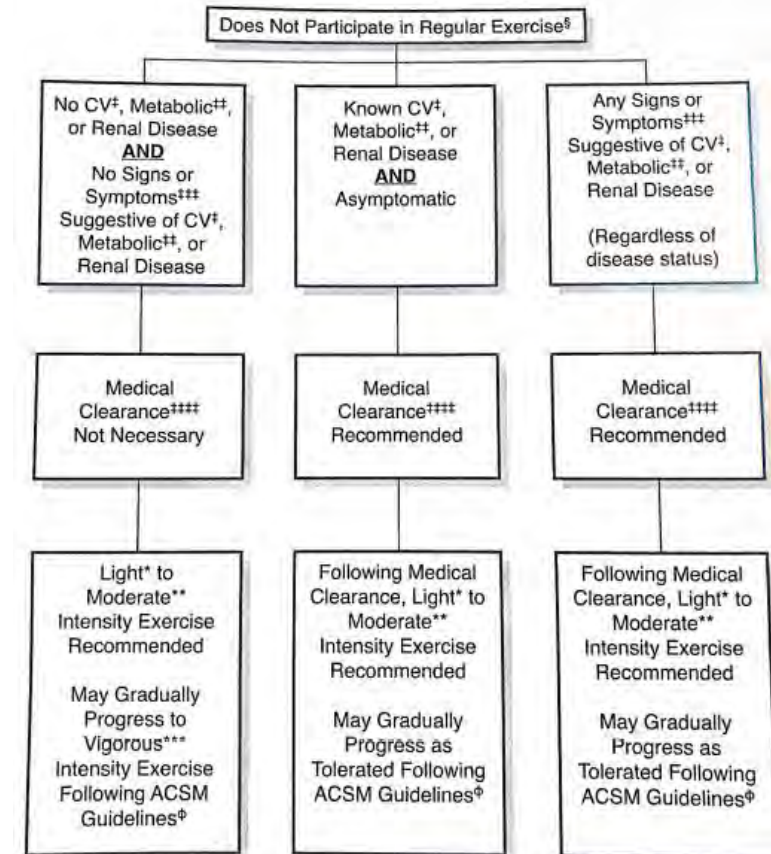 Does Not Participate in Regular Exercise§
No CV‡, Metabolic‡‡,
or Renal Disease
AND
No Signs or
Symptoms‡‡‡
Suggestive of CV‡,
Metabolic‡‡, or
Renal Disease
Known CV‡,
Metabolic‡‡, or
Renal Disease
AND
Asymptomatic
Any Signs or
Symptoms‡‡‡
Suggestive of CV‡,
Metabolic‡‡, or
Renal Disease
(Regardless of
disease status)
Medical
Clearance‡‡‡‡
Not Necessary
Medical
Clearance‡‡‡‡
Recommended
Medical
Clearance‡‡‡‡
Recommended
Light* to
Moderate**
Intensity Exercise
Recommended
May Gradually
Progress to
Vigorous***
Intensity Exercise
Following ACSM
Guidelinesᶲ
Following Medical
Clearance, Light* to
Moderate**
Intensity Exercise
Recommended
May Gradually
Progress as
Tolerated Following
ACSM Guidelinesᶲ
Following Medical
Clearance, Light* to
Moderate**
Intensity Exercise
Recommended
May Gradually
Progress as
Tolerated Following
ACSM Guidelinesᶲ